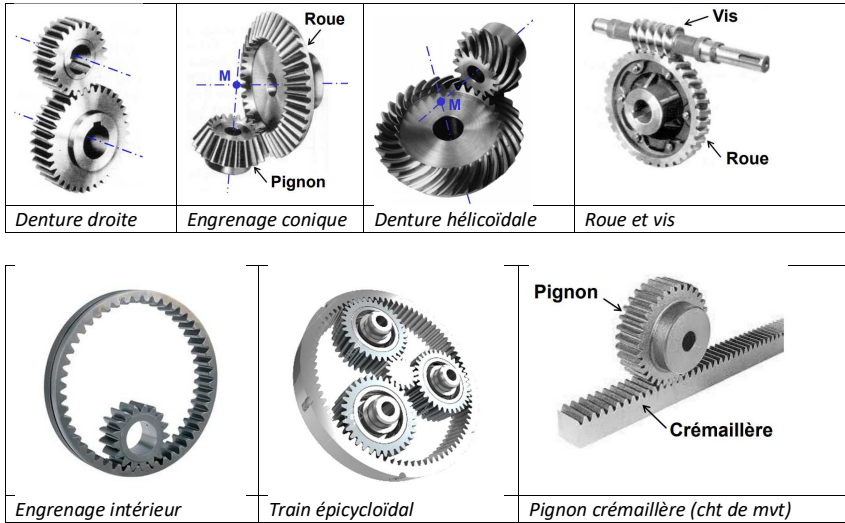 Roue
M
Pignon
M
Vis
Roue
Denture droite
Engrenage conique
Denture hélicoïdale
Roue et vis
Pignon
Crémaillère
Engrenage intérieur
Train épicycloïdal
Pignon crémaillère (cht de mvt)